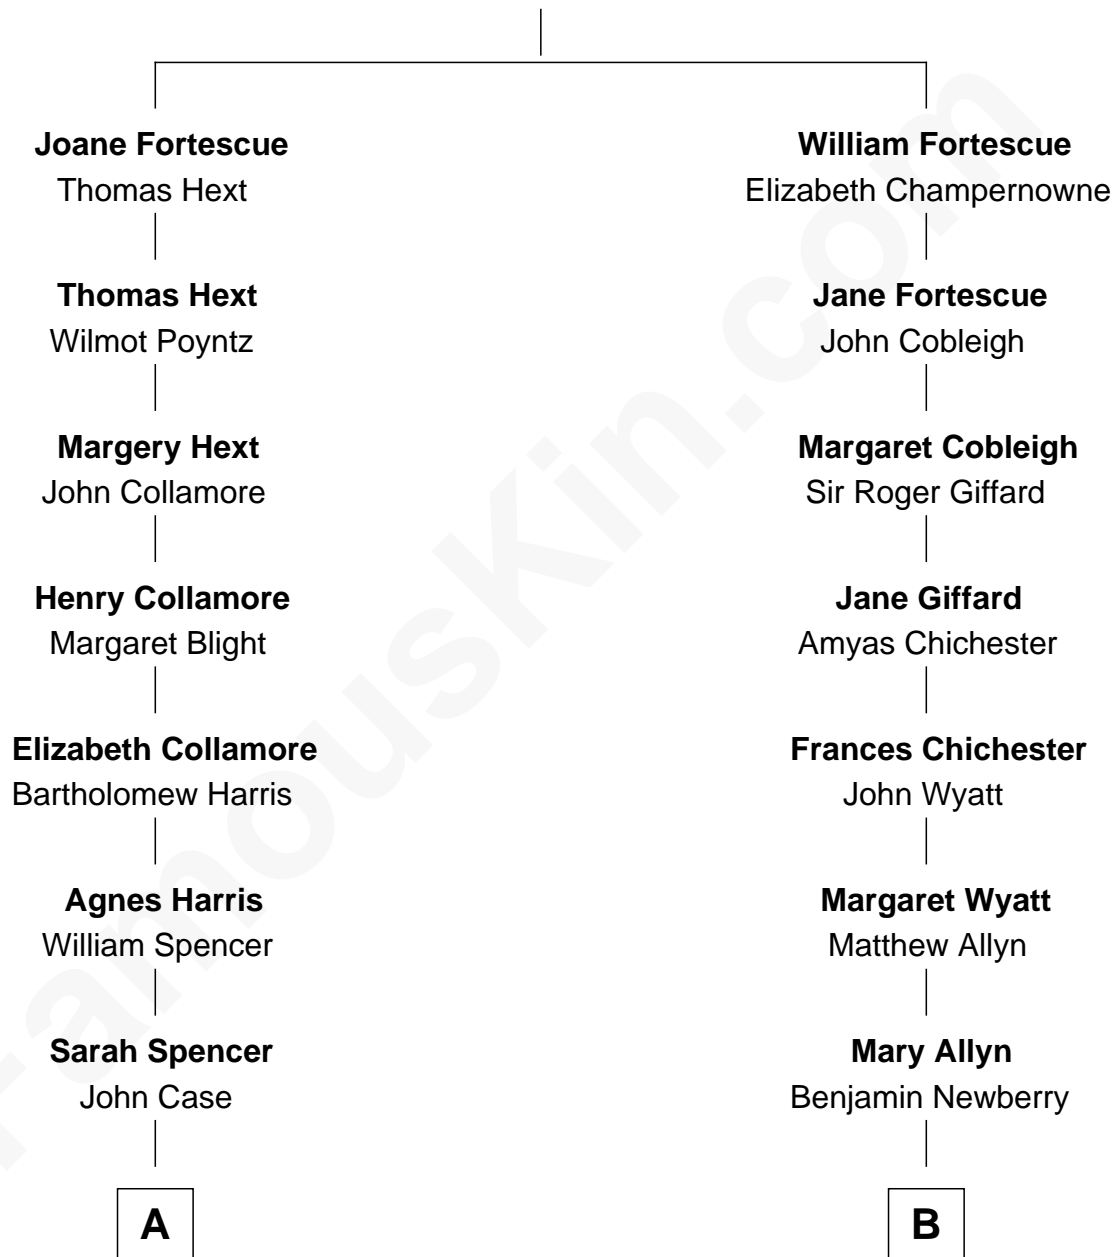 Joane Fortescue
Thomas Hext
Thomas Hext
Wilmot Poyntz
Margery Hext
John Collamore
Henry Collamore
Margaret Blight
Elizabeth Collamore
Bartholomew Harris
Agnes Harris
William Spencer
Sarah Spencer
John Case
A
William Fortescue
Elizabeth Champernowne
Jane Fortescue
John Cobleigh
Margaret Cobleigh
Sir Roger Giffard
Jane Giffard
Amyas Chichester
Frances Chichester
John Wyatt
Margaret Wyatt
Matthew Allyn
Mary Allyn
Benjamin Newberry
B
FamousKin.com